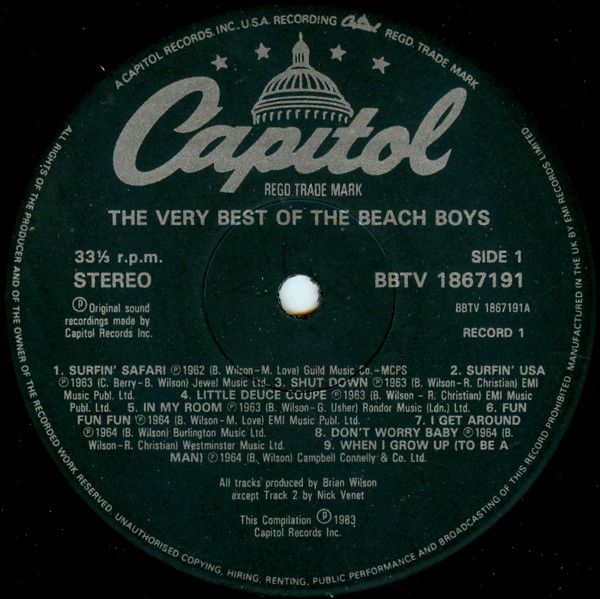 A CAPITOL RECORDS, INC., U.S.A. RECORDING Capitol REGD. TRADE MARK
Capitol
REGD. TRADE MARK
THE VERY BEST OF THE BEACH BOYS
33⅓ r.p.m.
STEREO
SIDE 1
BBTV 1867191
Ⓟ Original sound
recordings made by
Capitol Records Inc.
BBTV 1867191A
RECORD 1
1. SURFIN' SAFARI Ⓟ 1962 (B. Wilson-M. Love) Guild Music Co.-MCPS 2. SURFIN' USA
Ⓟ 1963 (C. Berry-B. Wilson) Jewel Music Ltd. 3. SHUT DOWN Ⓟ 1963 (B. Wilson-R. Christian) EMI
Music Publ. Ltd. 4. LITTLE DEUCE COUPE Ⓟ 1963 (B. Wilson - R. Christian) EMI Music
Publ. Ltd. 5. IN MY ROOM Ⓟ 1963 (B. Wilson-G. Usher) Rondor Music (Ldn.) Ltd. 6. FUN
FUN FUN Ⓟ 1964 (B. Wilson-M. Love) EMI Music Publ. Ltd. 7. I GET AROUND
Ⓟ 1964 (B. Wilson) Burlington Music Ltd. 8. DON'T WORRY BABY Ⓟ 1964 (B.
Wilson-R. Christian) Westminster Music Ltd. 9. WHEN I GROW UP (TO BE A
MAN) Ⓟ 1964 (B. Wilson) Campbell Connelly & Co. Ltd.
All tracks produced by Brian Wilson
except Track 2 by Nick Venet
This Compilation Ⓟ 1983
Capitol Records Inc.
MANUFACTURED IN THE UK BY EMI RECORDS LIMITED
ALL RIGHTS OF THE PRODUCER AND OF THE OWNER OF THE RECORDED WORK RESERVED. UNAUTHORISED COPYING, HIRING, RENTING, PUBLIC PERFORMANCE AND BROADCASTING OF THIS RECORD PROHIBITED